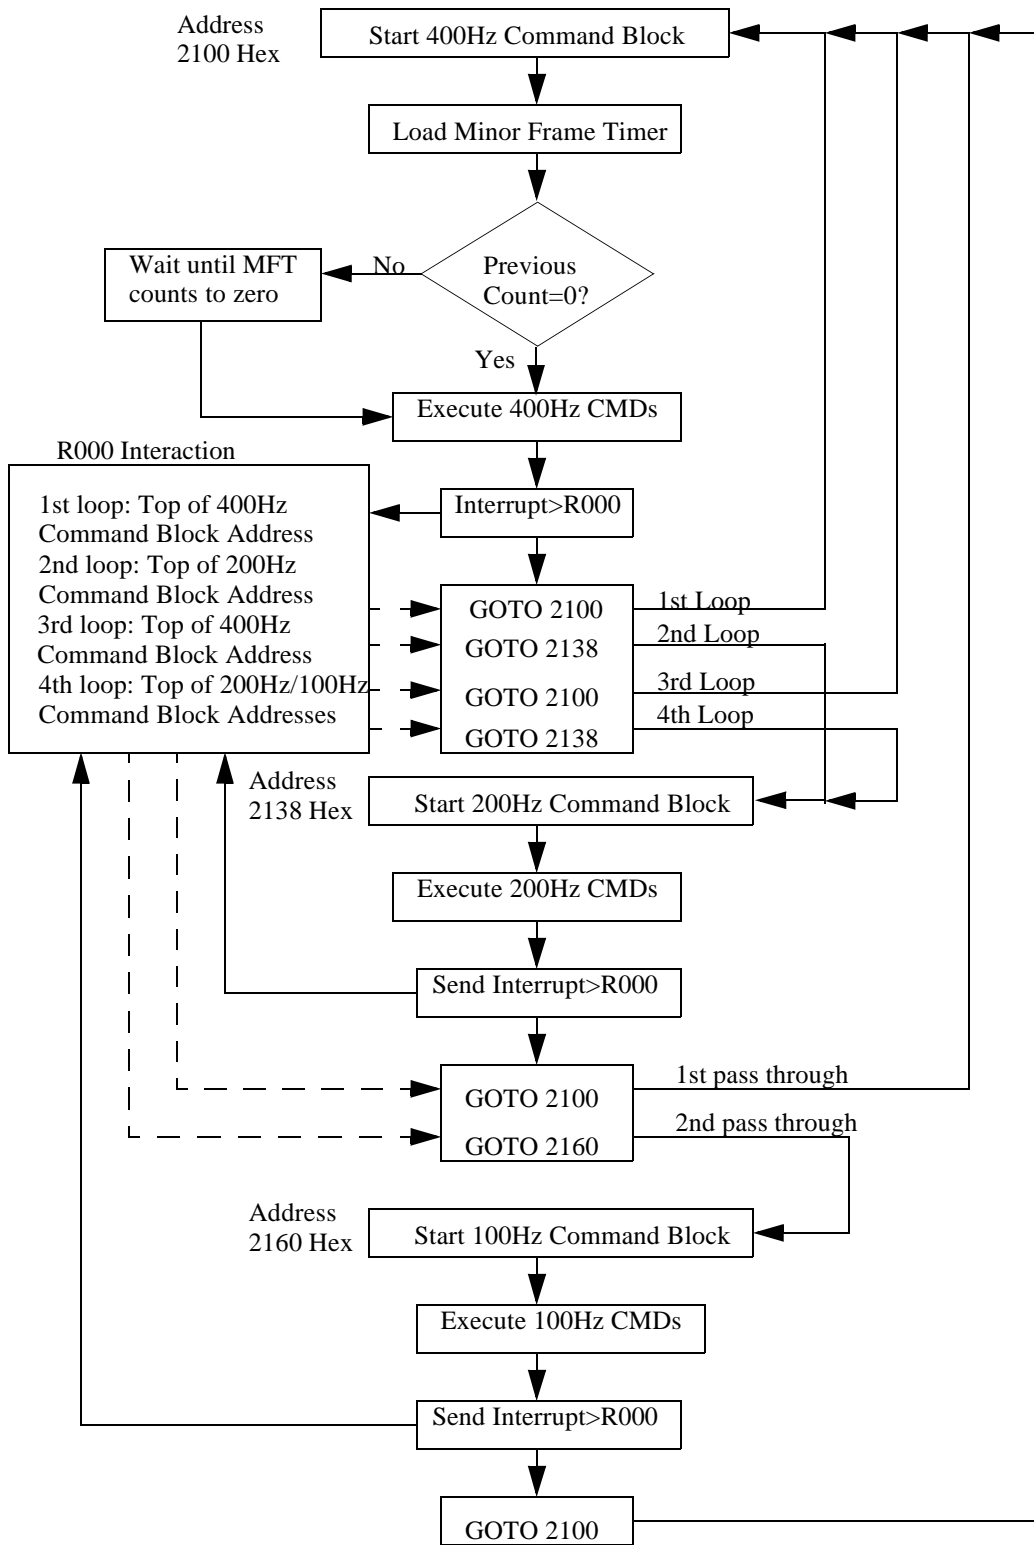 Address
2100 Hex
Start 400Hz Command Block
Load Minor Frame Timer
Previous
Count=0?
No
Wait until MFT
counts to zero
Yes
Execute 400Hz CMDs
R000 Interaction
1st loop: Top of 400Hz
Command Block Address
2nd loop: Top of 200Hz
Command Block Address
3rd loop: Top of 400Hz
Command Block Address
4th loop: Top of 200Hz/100Hz
Command Block Addresses
Interrupt>R000
GOTO 2100
1st Loop
GOTO 2138
2nd Loop
GOTO 2100
3rd Loop
GOTO 2138
4th Loop
Address
2138 Hex
Start 200Hz Command Block
Execute 200Hz CMDs
Send Interrupt>R000
GOTO 2100
1st pass through
GOTO 2160
2nd pass through
Address
2160 Hex
Start 100Hz Command Block
Execute 100Hz CMDs
Send Interrupt>R000
GOTO 2100